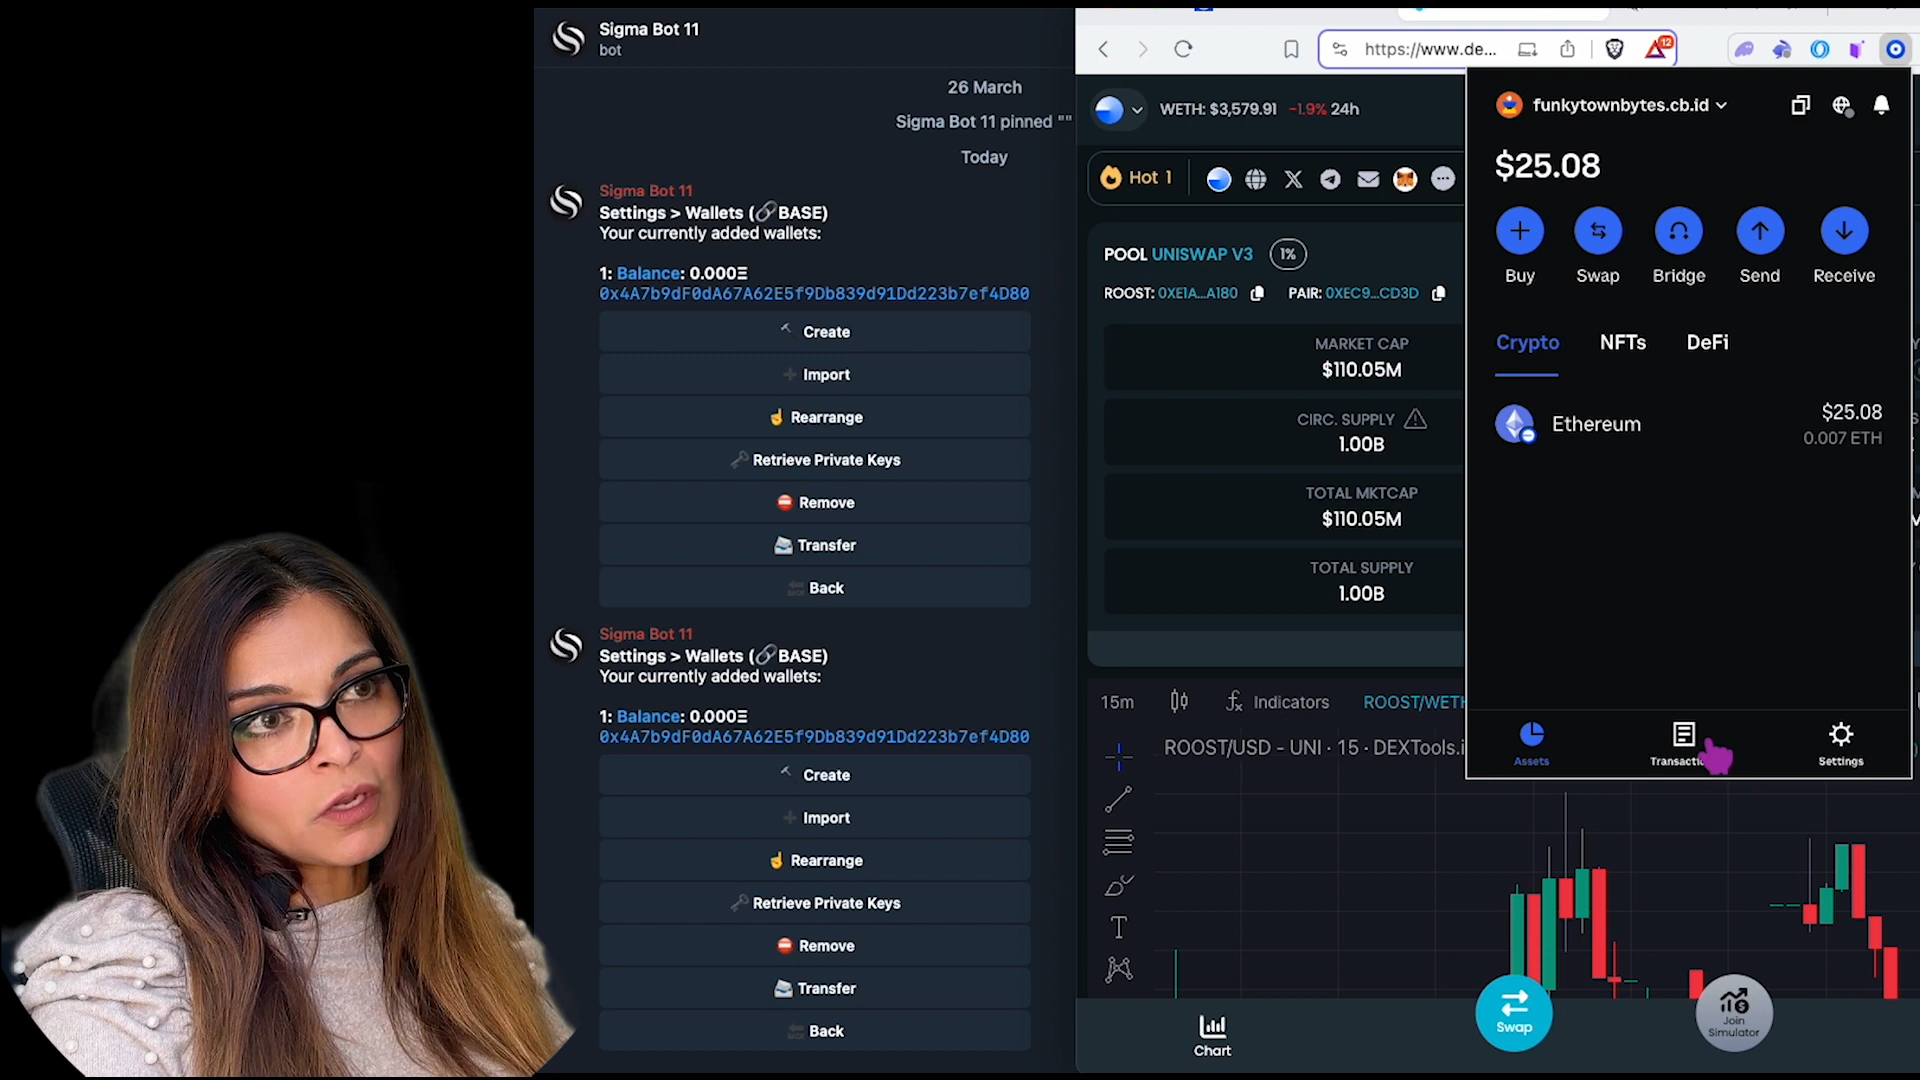 Sigma Bot 11
bot
26 March
Sigma Bot 11 pinned ""
Today
Sigma Bot 11
Settings > Wallets (🔗BASE)
Your currently added wallets:
1: Balance: 0.000Ξ
0x4A7b9dF0dA67A62E5f9Db839d91Dd223b7ef4D80
Create
Import
Rearrange
Retrieve Private Keys
Remove
Transfer
Back
Sigma Bot 11
Settings > Wallets (🔗BASE)
Your currently added wallets:
1: Balance: 0.000Ξ
0x4A7b9dF0dA67A62E5f9Db839d91Dd223b7ef4D80
Create
Import
Rearrange
Retrieve Private Keys
Remove
Transfer
Back
https://www.de...
12
WETH: $3,579.91 -1.9% 24h
Hot 1
POOL UNISWAP V3 1%
ROOST: 0XE1A...A180 PAIR: 0XEC9...CD3D
MARKET CAP
$110.05M
CIRC. SUPPLY
1.00B
TOTAL MKTCAP
$110.05M
TOTAL SUPPLY
1.00B
15m Indicators ROOST/WETH
ROOST/USD - UNI · 15 · DEXTools.i
Chart
Swap
Join
Simulator
funkytownbytes.cb.id
$25.08
Buy Swap Bridge Send Receive
Crypto NFTs DeFi
Ethereum
$25.08
0.007 ETH
Assets Transactio Settings